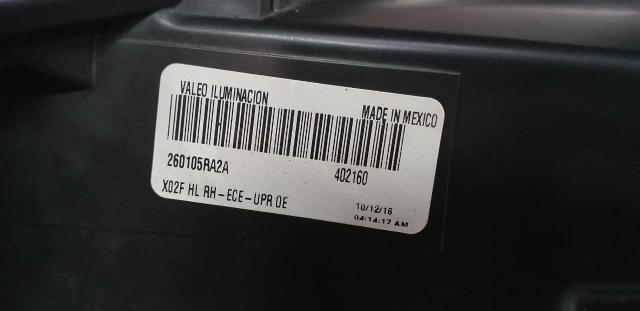 VALEO ILUMINACION
MADE IN MEXICO
260105RA2A
402160
X02F HL RH-ECE-UPR OE
10/12/16
04:14:17 AM